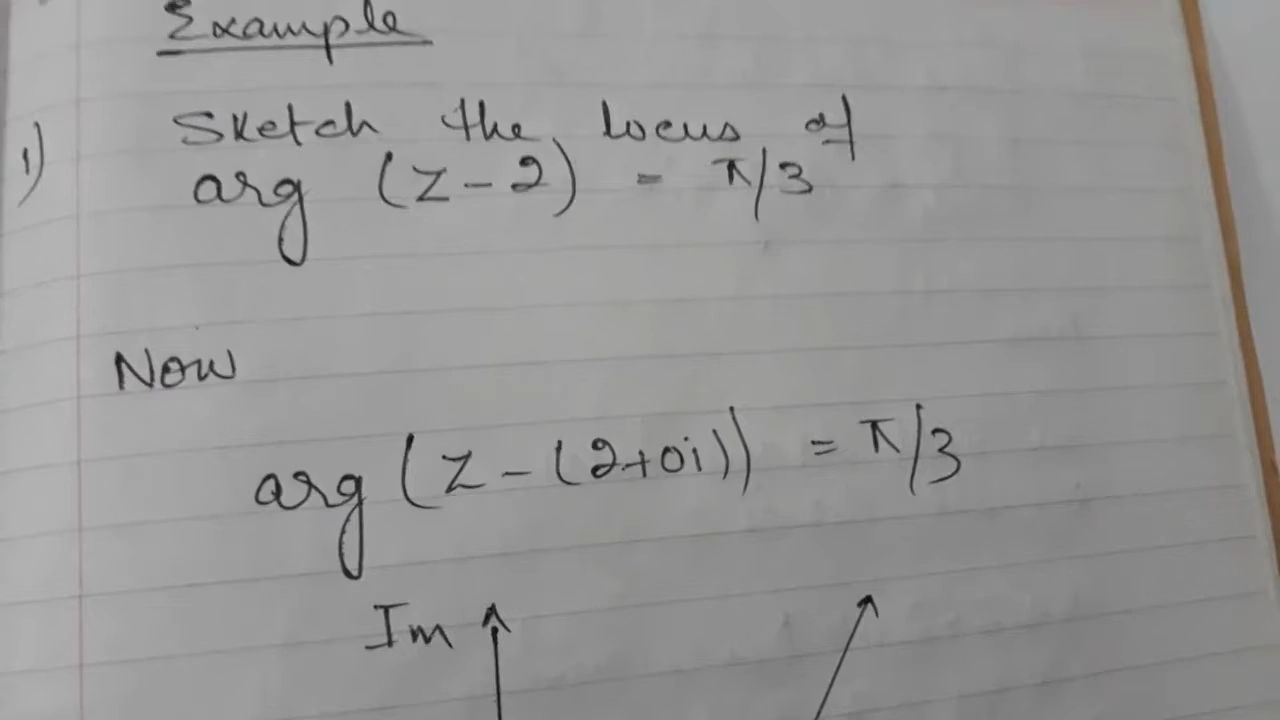 Example
1) Sketch the locus of
arg (z-2) = π/3
Now
arg (z-(2+0i)) = π/3
Im